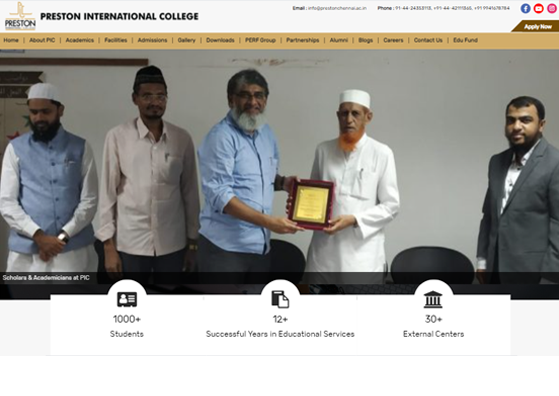 PRESTON INTERNATIONAL COLLEGE
PRESTON
Email : info@prestonchennai.ac.in Phone : 91-44-24353113, +91-44-42111365, +91 9941678784
Apply Now
Home | About PIC | Academics | Facilities | Admissions | Gallery | Downloads | PERF Group | Partnerships | Alumni | Blogs | Careers | Contact Us | Edu Fund
Scholars & Academicians at PIC
1000+
Students
12+
Successful Years in Educational Services
30+
External Centers